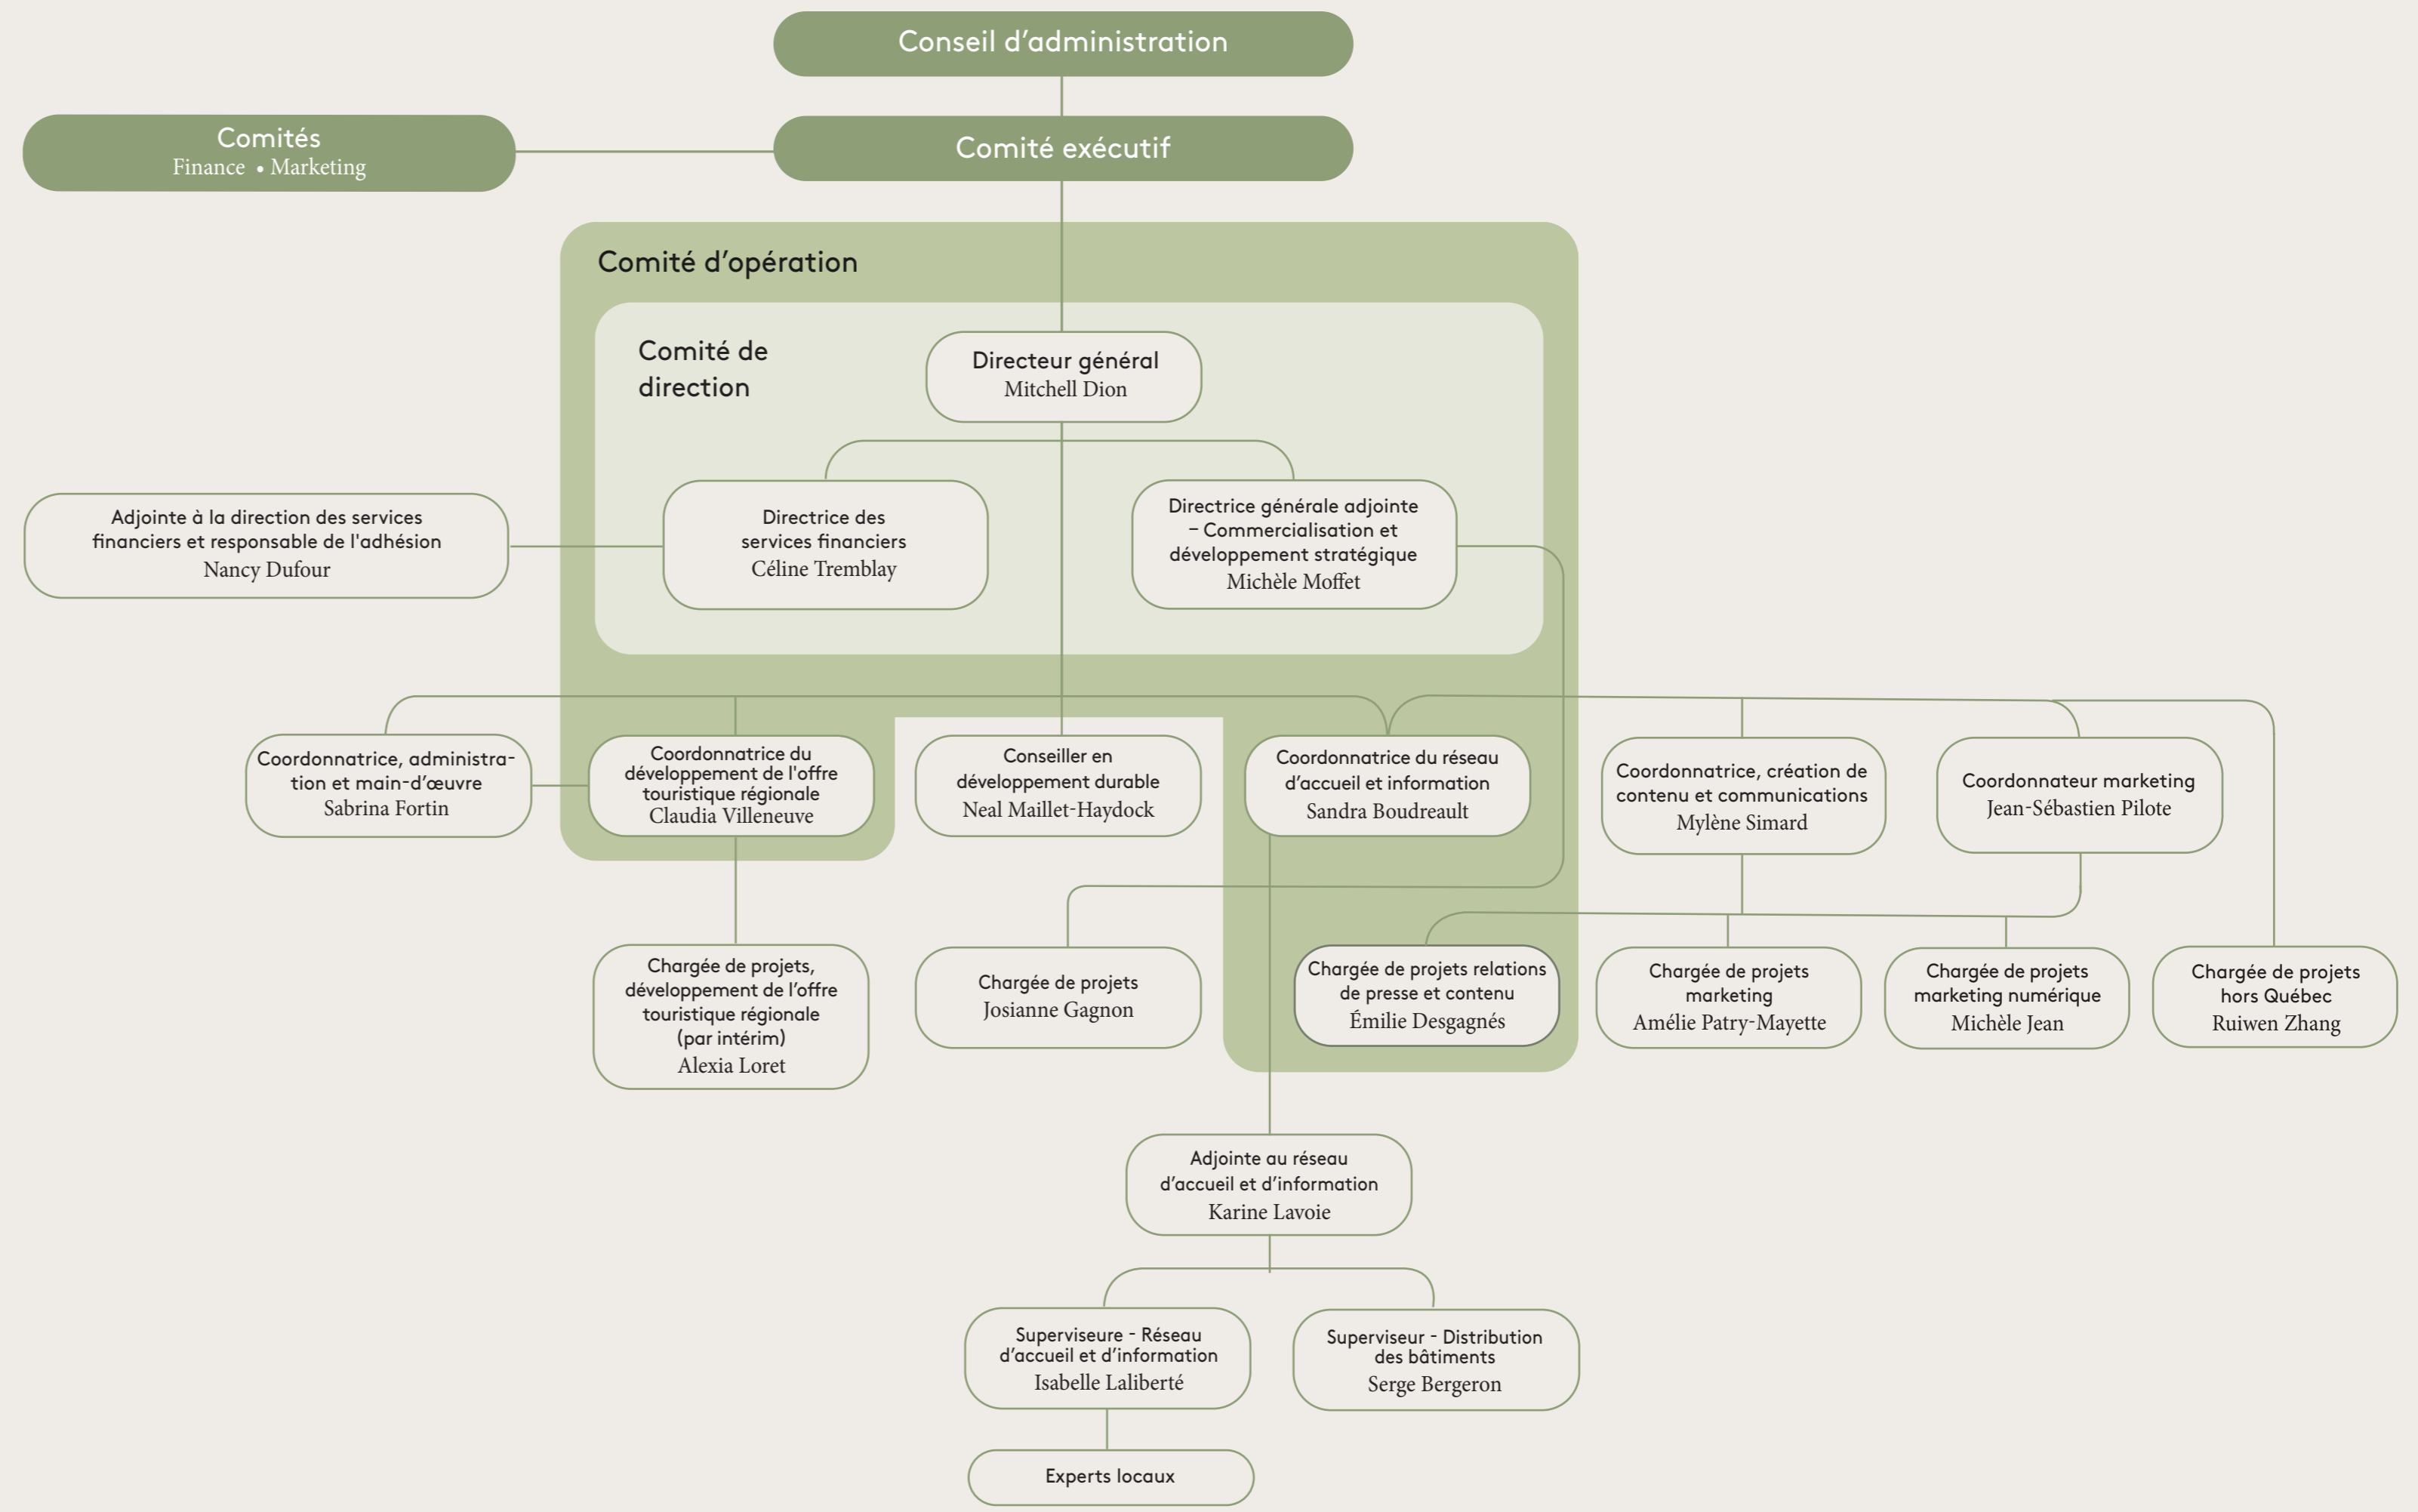 Conseil d’administration
Comités
Finance • Marketing
Comité exécutif
Comité d’opération
Comité de
direction
Directeur général
Mitchell Dion
Adjointe à la direction des services
financiers et responsable de l'adhésion
Nancy Dufour
Directrice des
services financiers
Céline Tremblay
Directrice générale adjointe
– Commercialisation et
développement stratégique
Michèle Moffet
Coordonnatrice, administra-
tion et main-d’œuvre
Sabrina Fortin
Coordonnatrice du
développement de l'offre
touristique régionale
Claudia Villeneuve
Conseiller en
développement durable
Neal Maillet-Haydock
Coordonnatrice du réseau
d’accueil et information
Sandra Boudreault
Coordonnatrice, création de
contenu et communications
Mylène Simard
Coordonnateur marketing
Jean-Sébastien Pilote
Chargée de projets,
développement de l’offre
touristique régionale
(par intérim)
Alexia Loret
Chargée de projets
Josianne Gagnon
Chargée de projets relations
de presse et contenu
Émilie Desgagnés
Chargée de projets
marketing
Amélie Patry-Mayette
Chargée de projets
marketing numérique
Michèle Jean
Chargée de projets
hors Québec
Ruiwen Zhang
Adjointe au réseau
d’accueil et d’information
Karine Lavoie
Superviseure - Réseau
d’accueil et d’information
Isabelle Laliberté
Superviseur - Distribution
des bâtiments
Serge Bergeron
Experts locaux